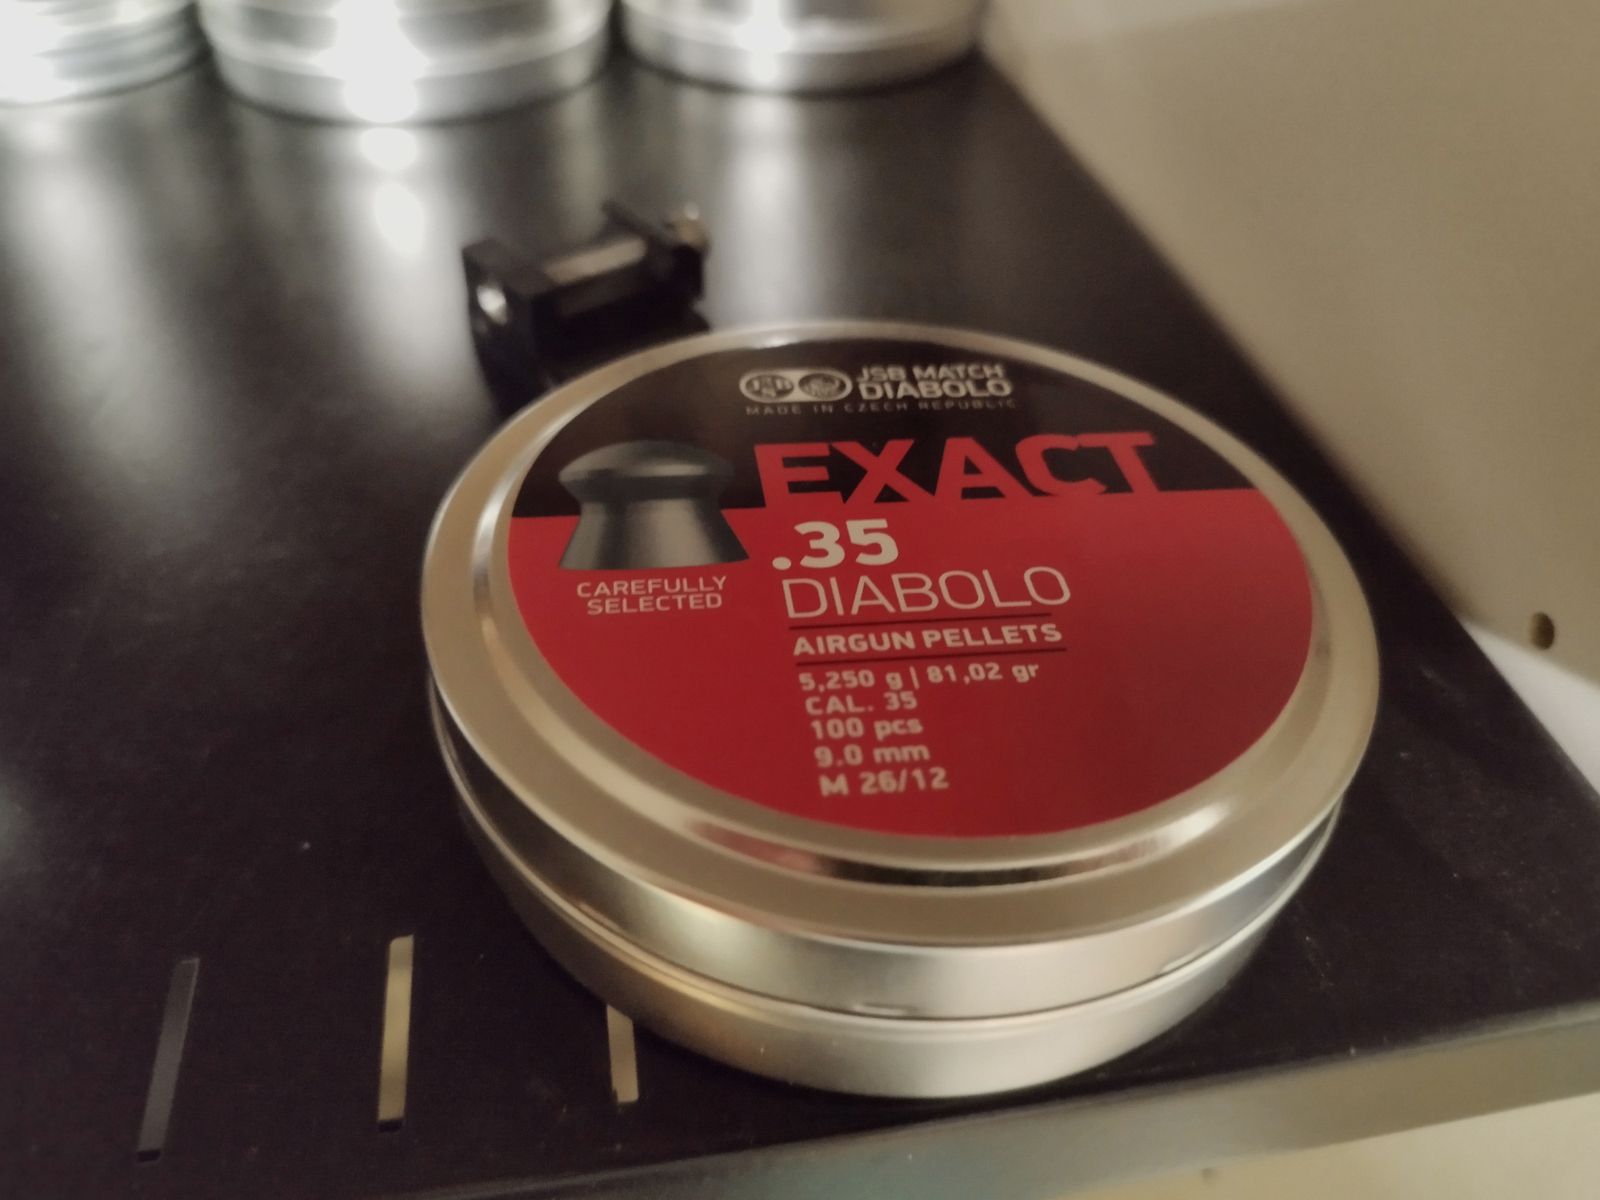 JSB MATCH
DIABOLO
MADE IN CZECH REPUBLIC
EXACT
.35
DIABOLO
CAREFULLY
SELECTED
AIRGUN PELLETS
5,250 g | 81,02 gr
CAL. 35
100 pcs
9.0 mm
M 26/12